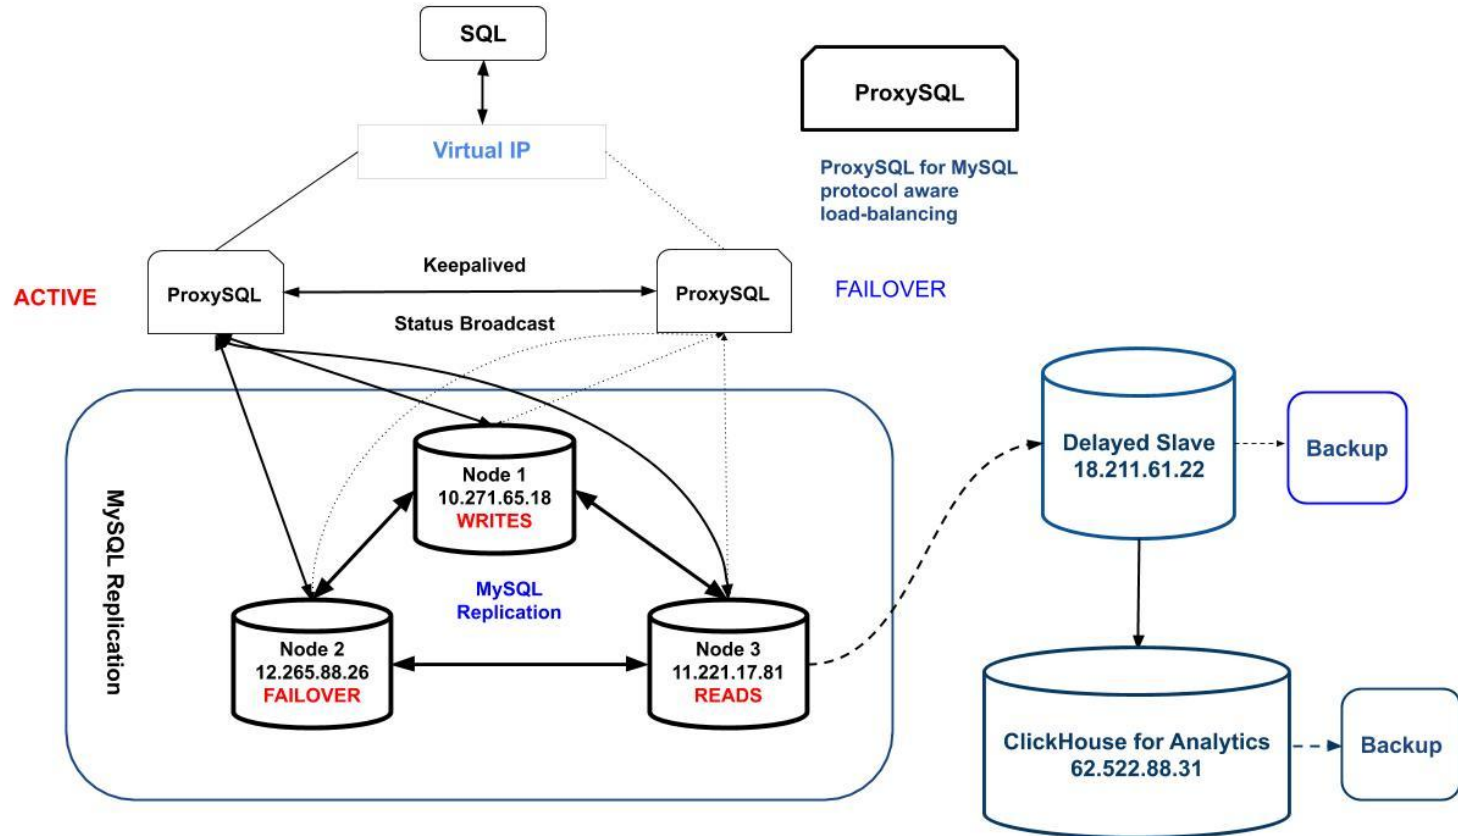 SQL
Virtual IP
ProxySQL
ProxySQL for MySQL
protocol aware
load-balancing
ACTIVE
ProxySQL
Keepalived
Status Broadcast
ProxySQL
FAILOVER
MySQL Replication
Node 1
10.271.65.18
WRITES
MySQL
Replication
Node 2
12.265.88.26
FAILOVER
Node 3
11.221.17.81
READS
Delayed Slave
18.211.61.22
Backup
ClickHouse for Analytics
62.522.88.31
Backup